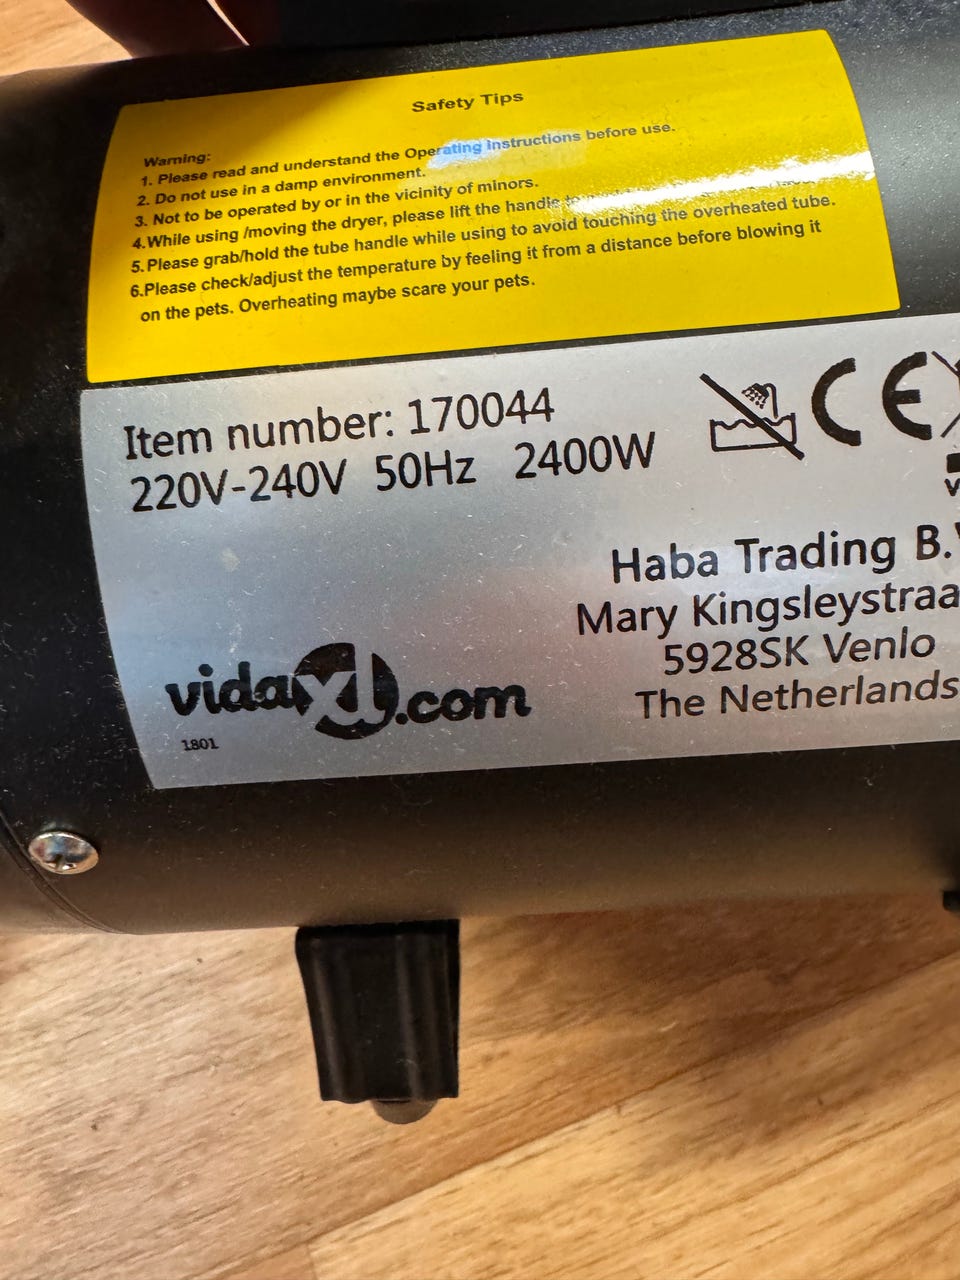 Safety Tips
Warning:
1. Please read and understand the Operating Instructions before use.
2. Do not use in a damp environment.
3. Not to be operated by or in the vicinity of minors.
4.While using /moving the dryer, please lift the handle to
5.Please grab/hold the tube handle while using to avoid touching the overheated tube.
6.Please check/adjust the temperature by feeling it from a distance before blowing it
on the pets. Overheating maybe scare your pets.
Item number: 170044
220V-240V 50Hz 2400W
CE
Haba Trading B.V
Mary Kingsleystraa
5928SK Venlo
The Netherlands
vidaXL.com
1801